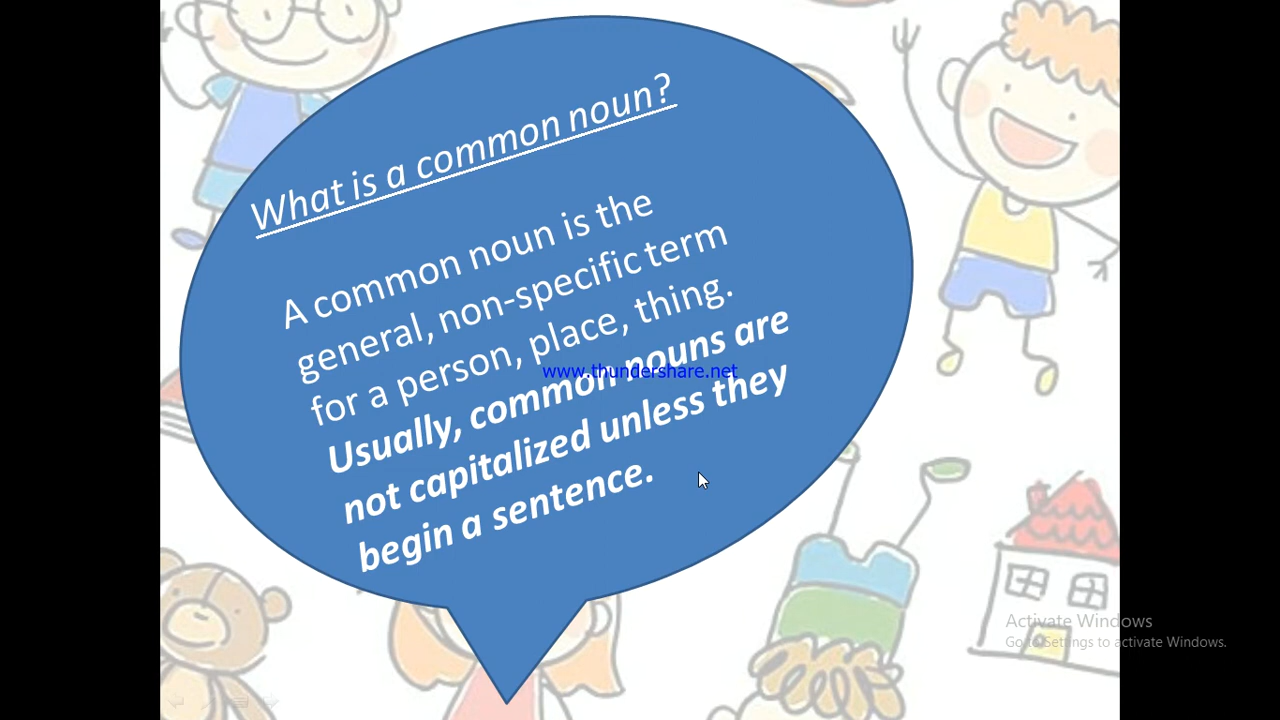 What is a common noun?
A common noun is the
general, non-specific term
for a person, place, thing.
Usually, common nouns are
not capitalized unless they
begin a sentence.
www.thundershare.net
Activate Windows
Go to Settings to activate Windows.